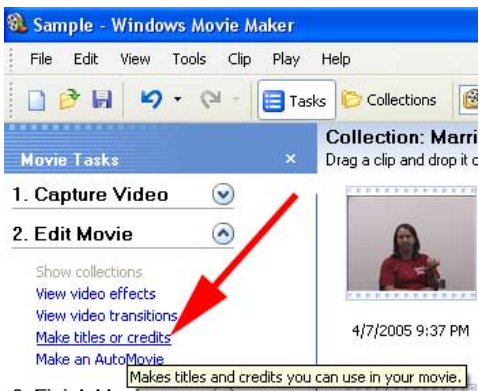 Sample - Windows Movie Maker
File Edit View Tools Clip Play Help
Tasks Collections
Movie Tasks
Collection: Marri
Drag a clip and drop it c
1. Capture Video
2. Edit Movie
Show collections
View video effects
View video transitions
Make titles or credits
Make an AutoMovie
4/7/2005 9:37 PM
Makes titles and credits you can use in your movie.